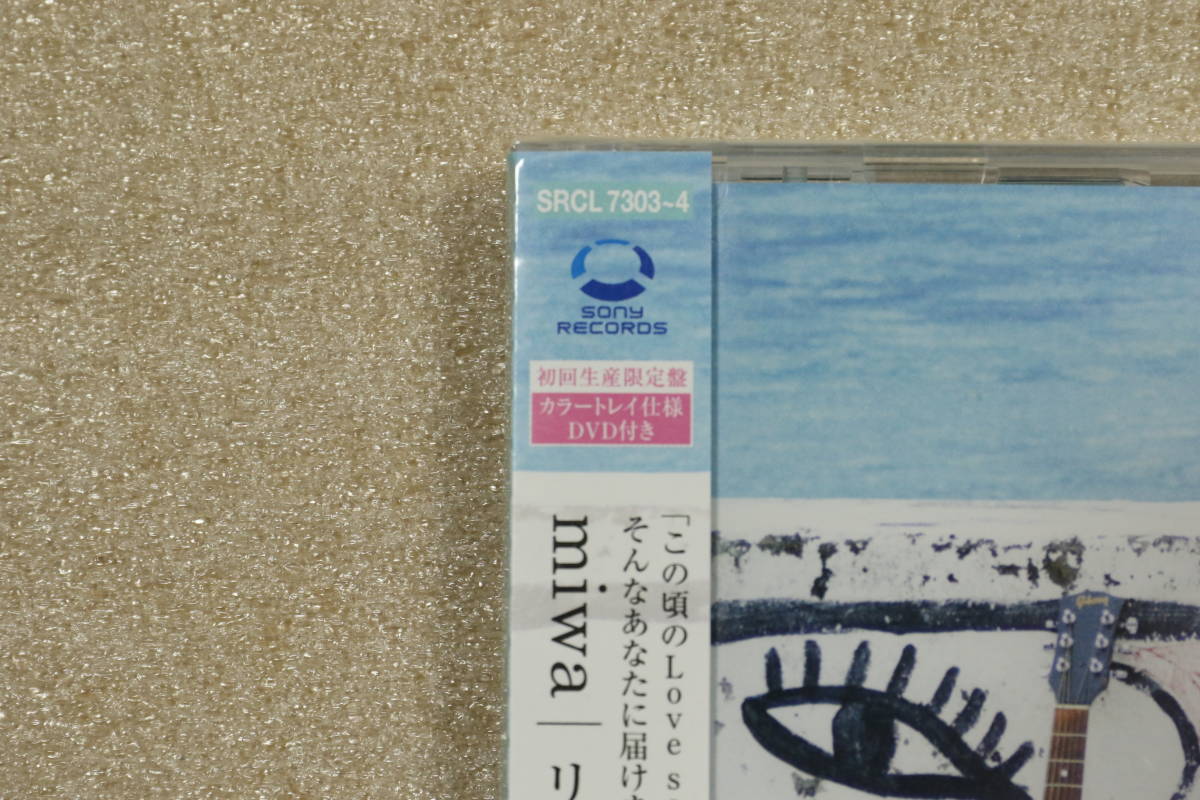 SRCL 7303~4
SONY
RECORDS
初回生産限定盤
カラートレイ仕様
DVD付き
「この頃のLove s
そんなあなたに届け
miwa | リ
Gibson